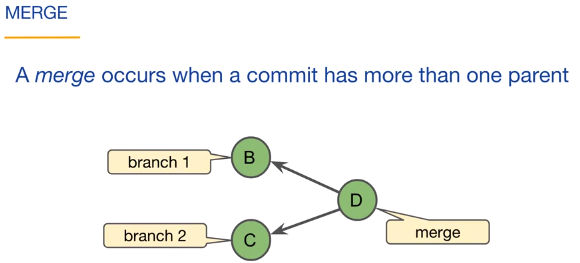 MERGE
A merge occurs when a commit has more than one parent
branch 1
B
D
branch 2
C
merge